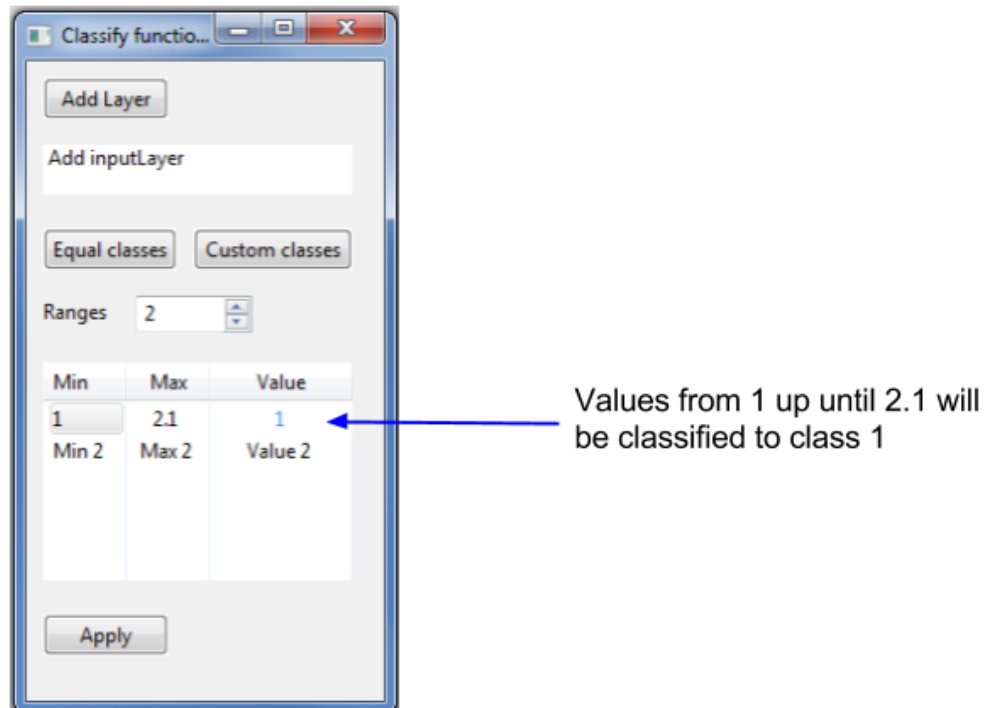 Classify functio...
Add Layer
Add inputLayer
Equal classes Custom classes
Ranges 2
Min Max Value
1 2.1 1
Min 2 Max 2 Value 2
Apply
Values from 1 up until 2.1 will
be classified to class 1